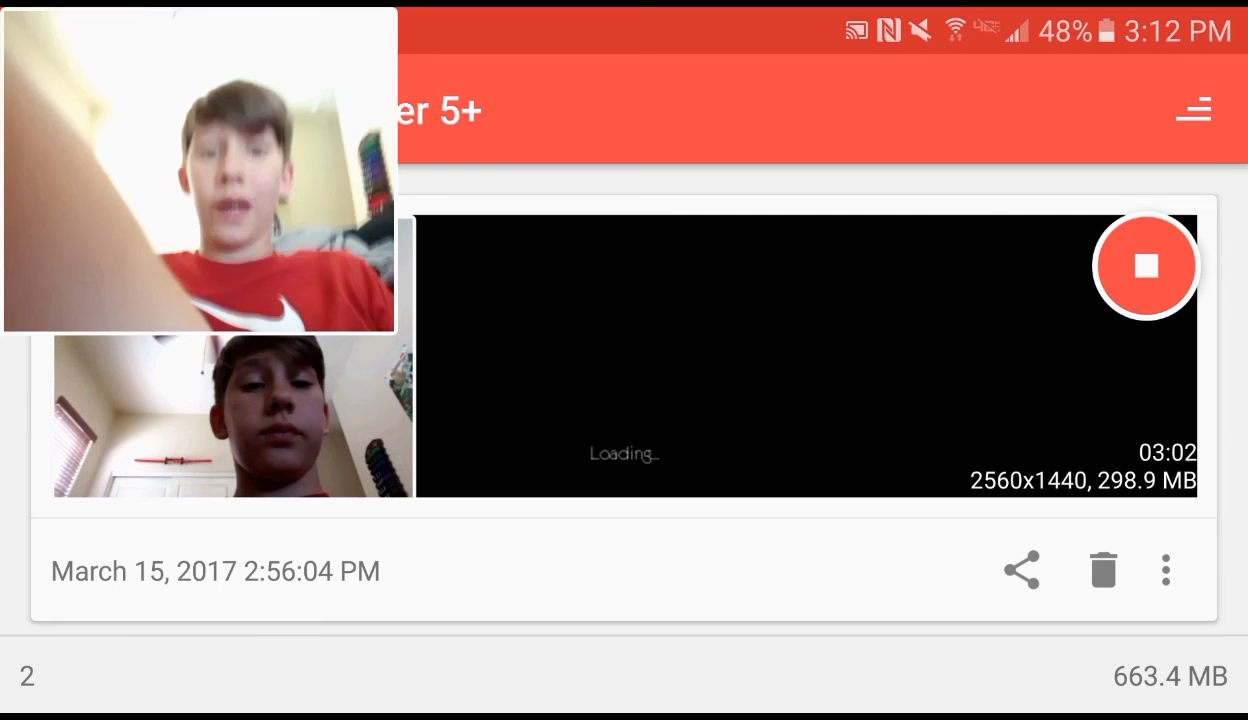 48% 3:12 PM
er 5+
Loading...
03:02
2560x1440, 298.9 MB
March 15, 2017 2:56:04 PM
2
663.4 MB